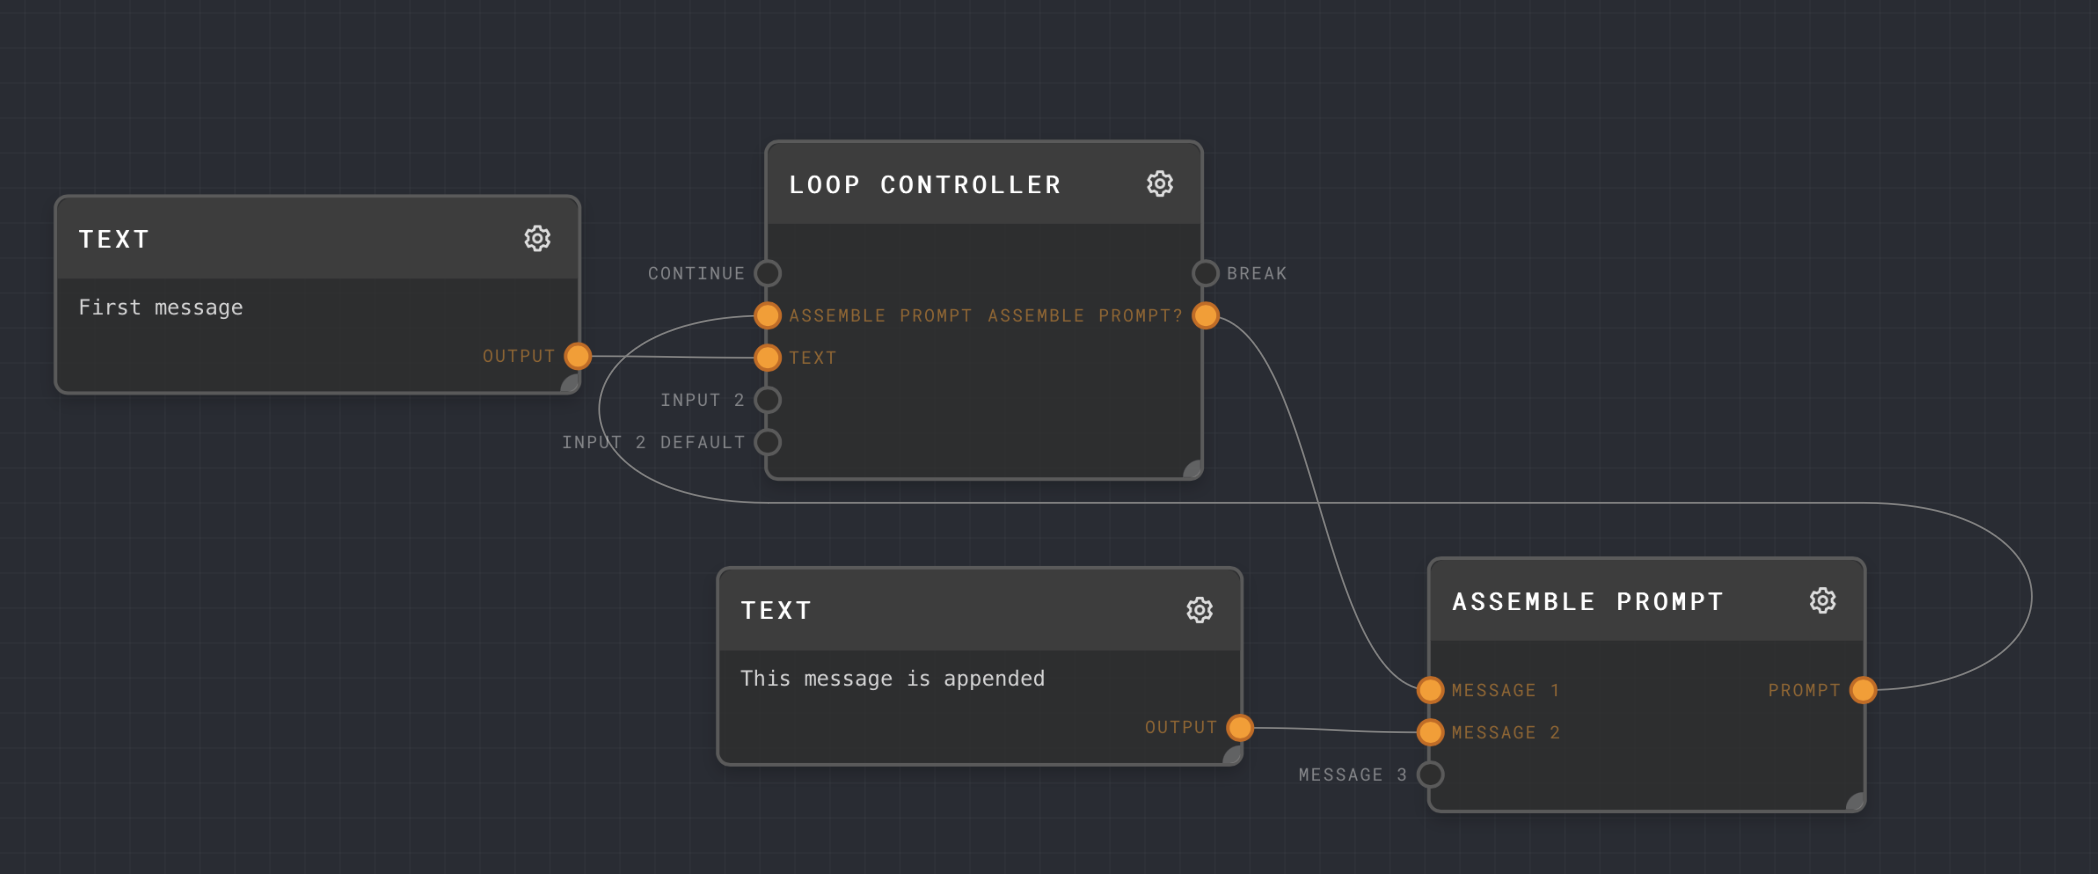 TEXT
First message
OUTPUT
LOOP CONTROLLER
CONTINUE
BREAK
ASSEMBLE PROMPT ASSEMBLE PROMPT?
TEXT
INPUT 2
INPUT 2 DEFAULT
TEXT
This message is appended
OUTPUT
ASSEMBLE PROMPT
MESSAGE 1
PROMPT
MESSAGE 2
MESSAGE 3